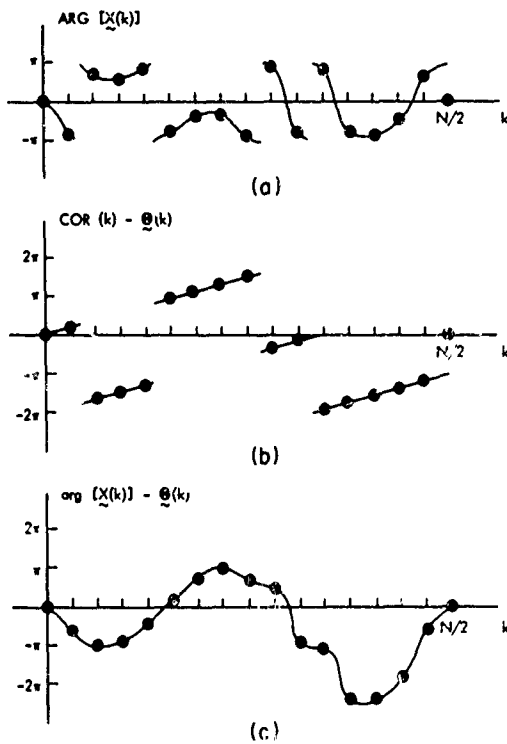 ARG [X(k)]
π
-π
N/2 k
(a)
COR (k) - Θ(k)
2π
π
-π
-2π
N/2 k
(b)
arg [X(k)] - Θ(k)
2π
π
-π
-2π
N/2 k
(c)